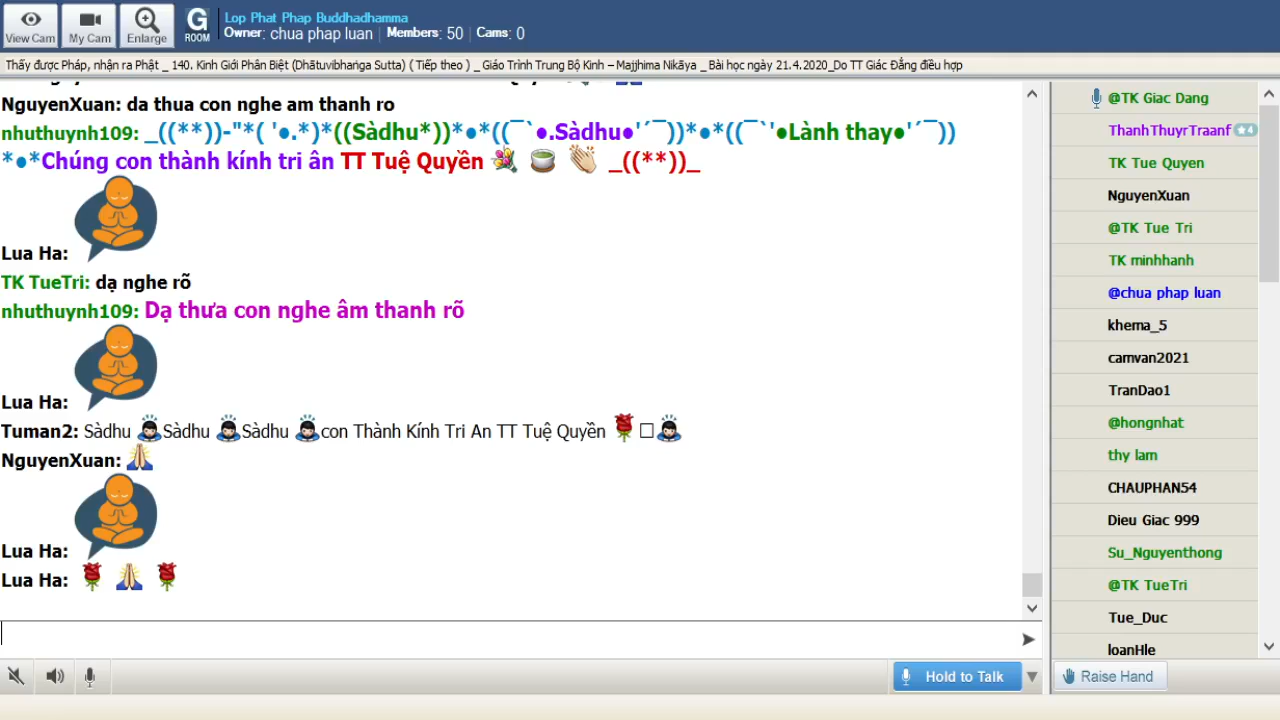 View Cam
My Cam
Enlarge
G
ROOM
Lop Phat Phap Buddhadhamma
Owner: chua phap luan | Members: 50 | Cams: 0
Thấy được Pháp, nhận ra Phật _ 140. Kinh Giới Phân Biệt (Dhātuvibhaṅga Sutta) ( Tiếp theo ) _ Giáo Trình Trung Bộ Kinh – Majjhima Nikāya _ Bài học ngày 21.4.2020_Do TT Giác Đẳng điều hợp
NguyenXuan: da thua con nghe am thanh ro
nhuthuynh109: _((**))-"*( '●.*)*((Sàdhu*))*●*((¯`●.Sàdhu●'´¯))*●*((¯`'●Lành thay●'´¯))
*●*Chúng con thành kính tri ân TT Tuệ Quyền 💐 🍵 👏 _((**))_
Lua Ha:
TK TueTri: dạ nghe rõ
nhuthuynh109: Dạ thưa con nghe âm thanh rõ
Lua Ha:
Tuman2: Sàdhu 🙇Sàdhu 🙇Sàdhu 🙇con Thành Kính Tri An TT Tuệ Quyền 🌹□🙇
NguyenXuan: 🙏
Lua Ha:
Lua Ha: 🌹 🙏 🌹
Hold to Talk
@TK Giac Dang
ThanhThuyrTraanf ★4
TK Tue Quyen
NguyenXuan
@TK Tue Tri
TK minhhanh
@chua phap luan
khema_5
camvan2021
TranDao1
@hongnhat
thy lam
CHAUPHAN54
Dieu Giac 999
Su_Nguyenthong
@TK TueTri
Tue_Duc
loanHle
Raise Hand